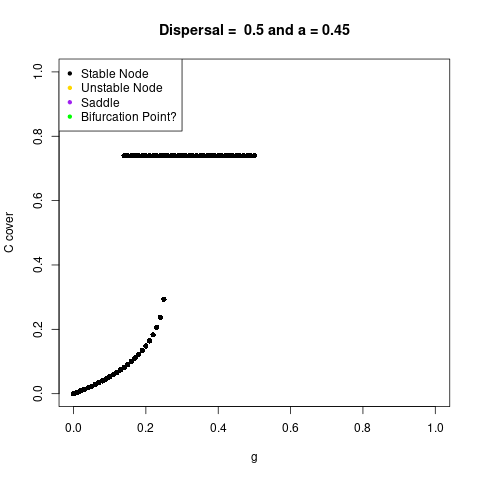 Dispersal =  0.5 and a = 0.45
Stable Node
Unstable Node
Saddle
Bifurcation Point?
C cover
1.0
0.8
0.6
0.4
0.2
0.0
0.0 0.2 0.4 0.6 0.8 1.0
g